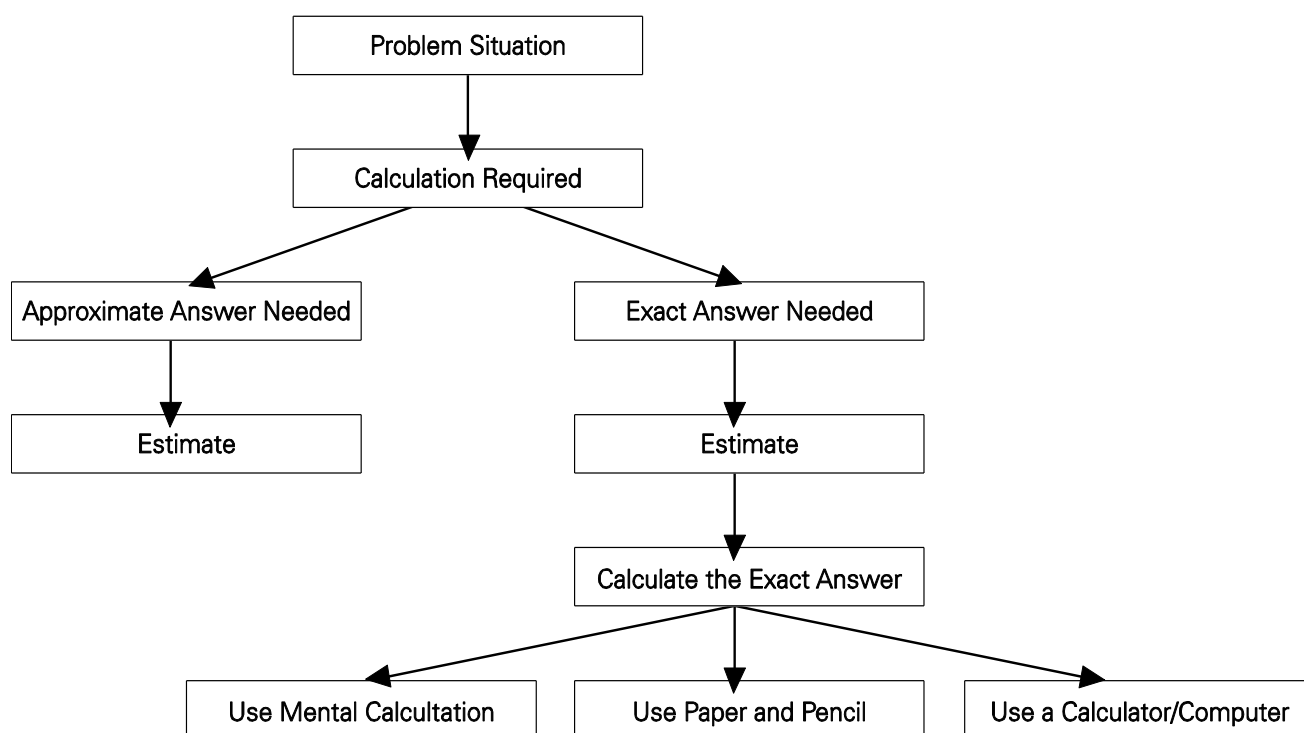 Problem Situation
Calculation Required
Approximate Answer Needed
Exact Answer Needed
Estimate
Estimate
Calculate the Exact Answer
Use Mental Calcultation
Use Paper and Pencil
Use a Calculator/Computer